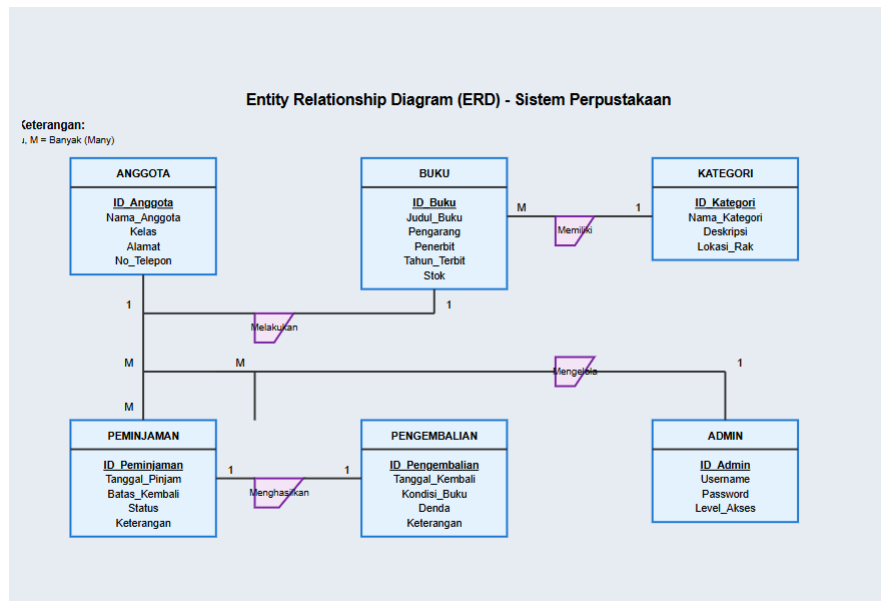 Entity Relationship Diagram (ERD) - Sistem Perpustakaan
Keterangan:
, M = Banyak (Many)
ANGGOTA
ID_Anggota
Nama_Anggota
Kelas
Alamat
No_Telepon
BUKU
ID_Buku
Judul_Buku
Pengarang
Penerbit
Tahun_Terbit
Stok
M
Memiliki
1
KATEGORI
ID_Kategori
Nama_Kategori
Deskripsi
Lokasi_Rak
1
Melakukan
1
M
M
Mengelola
1
M
PEMINJAMAN
ID_Peminjaman
Tanggal_Pinjam
Batas_Kembali
Status
Keterangan
1
Menghasilkan
1
PENGEMBALIAN
ID_Pengembalian
Tanggal_Kembali
Kondisi_Buku
Denda
Keterangan
ADMIN
ID_Admin
Username
Password
Level_Akses